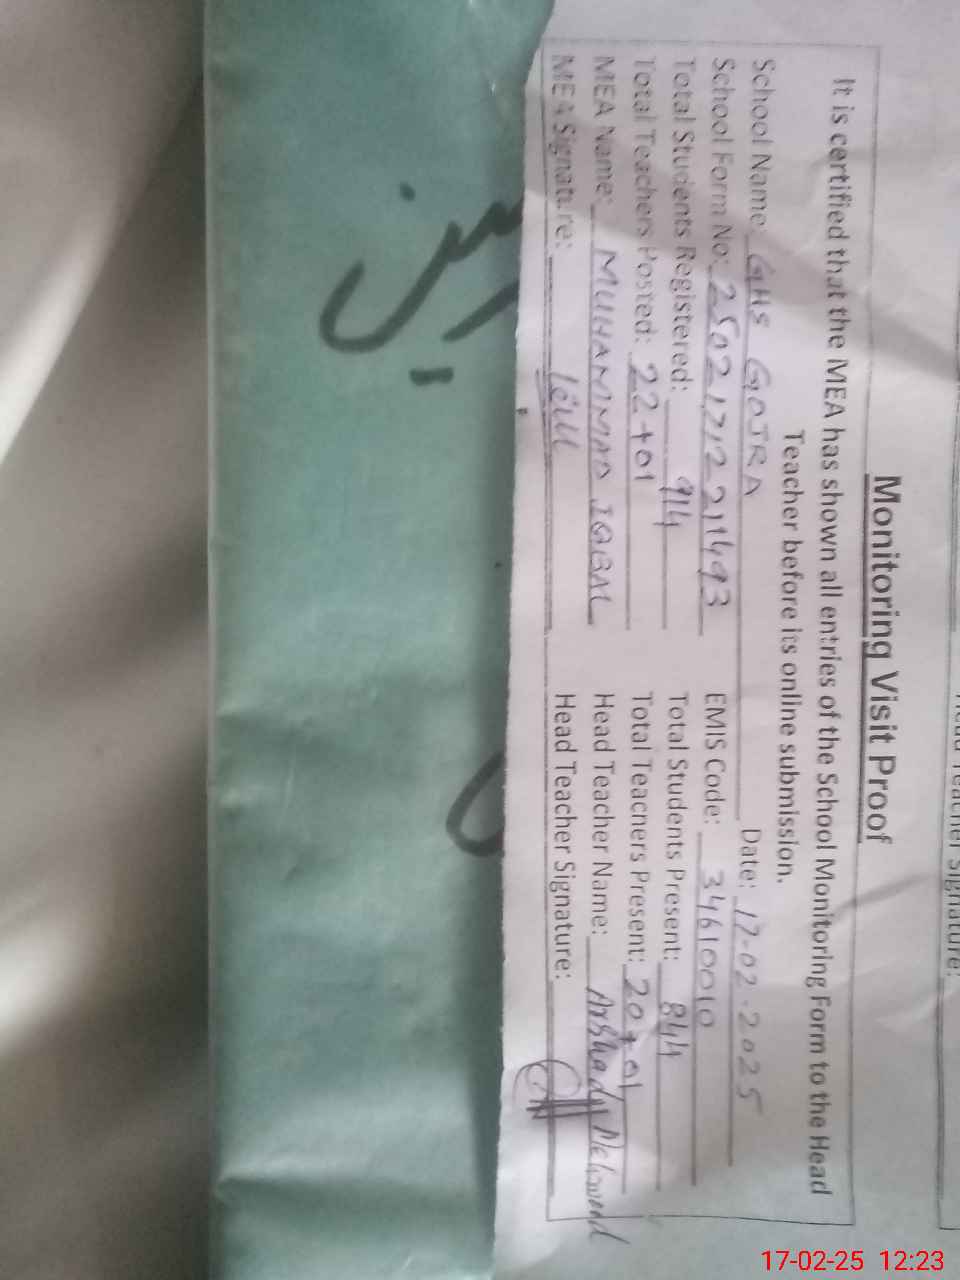 Monitoring Visit Proof
It is certified that the MEA has shown all entries of the School Monitoring Form to the Head
Teacher before its online submission.
School Name: GHS GOJRA Date: 17-02-2025
School Form No: EMIS Code: 34610010
Total Students Registered: 914 Total Students Present: 844
Total Teachers Posted: 22+01 Total Teachers Present: 20+01
MEA Name: MUHAMMAD IQBAL Head Teacher Name: Arshad Mehmood
MEA Signature: Head Teacher Signature:
Head Teacher Signature:
17-02-25 12:23